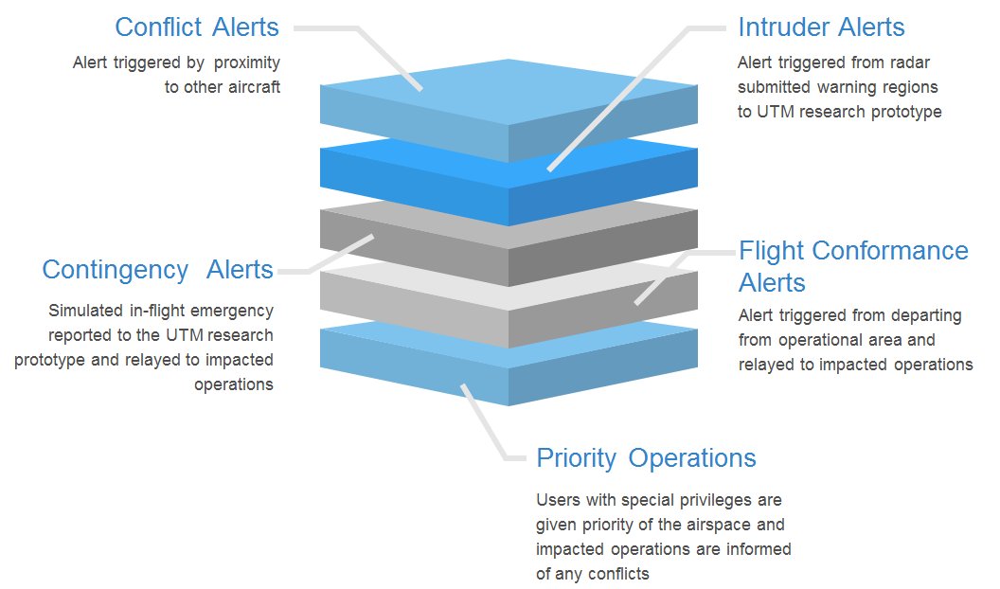 Conflict Alerts
Alert triggered by proximity
to other aircraft
Intruder Alerts
Alert triggered from radar
submitted warning regions
to UTM research prototype
Contingency Alerts
Simulated in-flight emergency
reported to the UTM research
prototype and relayed to impacted
operations
Flight Conformance
Alerts
Alert triggered from departing
from operational area and
relayed to impacted operations
Priority Operations
Users with special privileges are
given priority of the airspace and
impacted operations are informed
of any conflicts